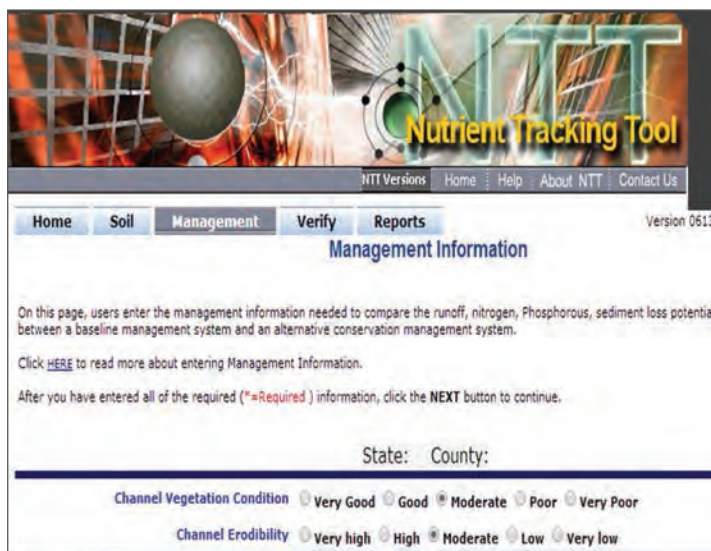 NTT
Nutrient Tracking Tool
NTT Versions Home Help About NTT Contact Us
Home Soil Management Verify Reports Version 0613
Management Information
On this page, users enter the management information needed to compare the runoff, nitrogen, Phosphorous, sediment loss potentia
between a baseline management system and an alternative conservation management system.
Click HERE to read more about entering Management Information.
After you have entered all of the required (*=Required ) information, click the NEXT button to continue.
State: County:
Channel Vegetation Condition Very Good Good Moderate Poor Very Poor
Channel Erodibility Very high High Moderate Low Very low